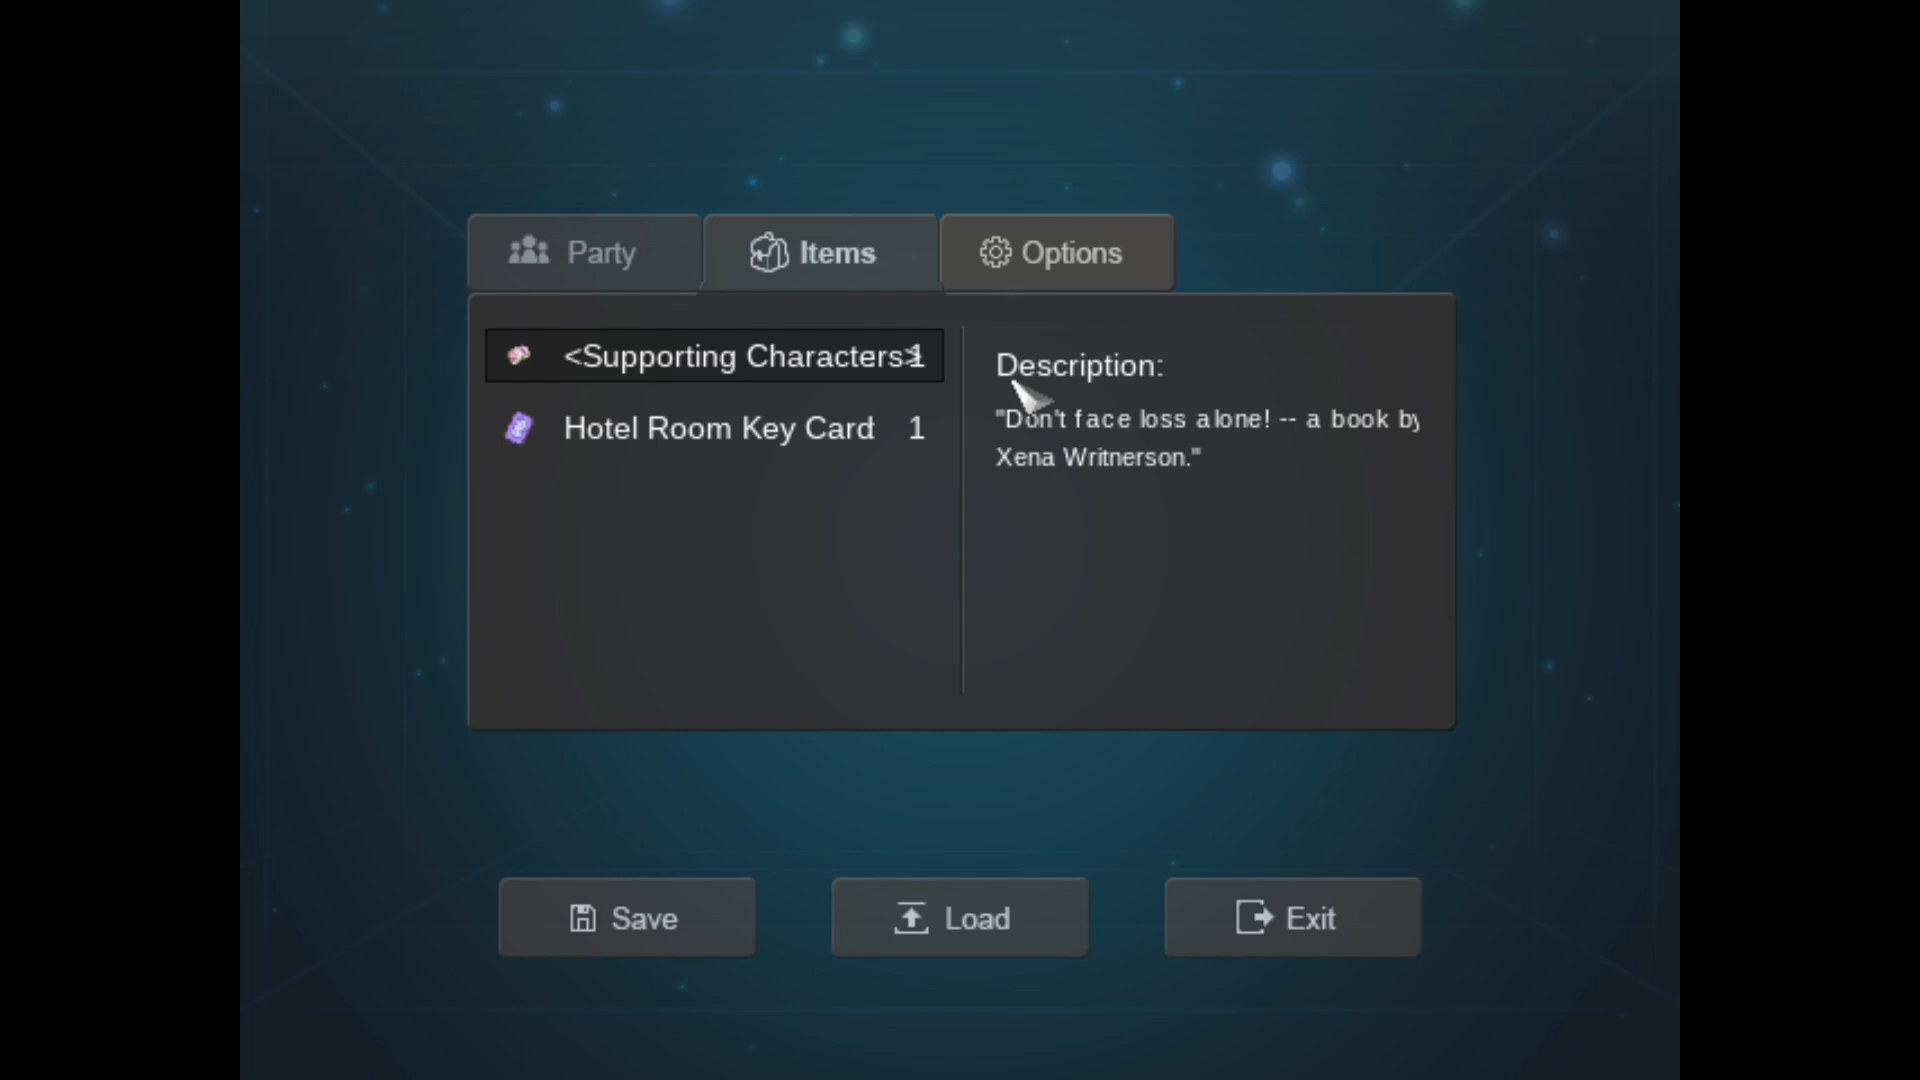 Party
Items
Options
<Supporting Characters> 1
Hotel Room Key Card 1
Description:
"Don't face loss alone! -- a book by
Xena Writnerson."
Save
Load
Exit